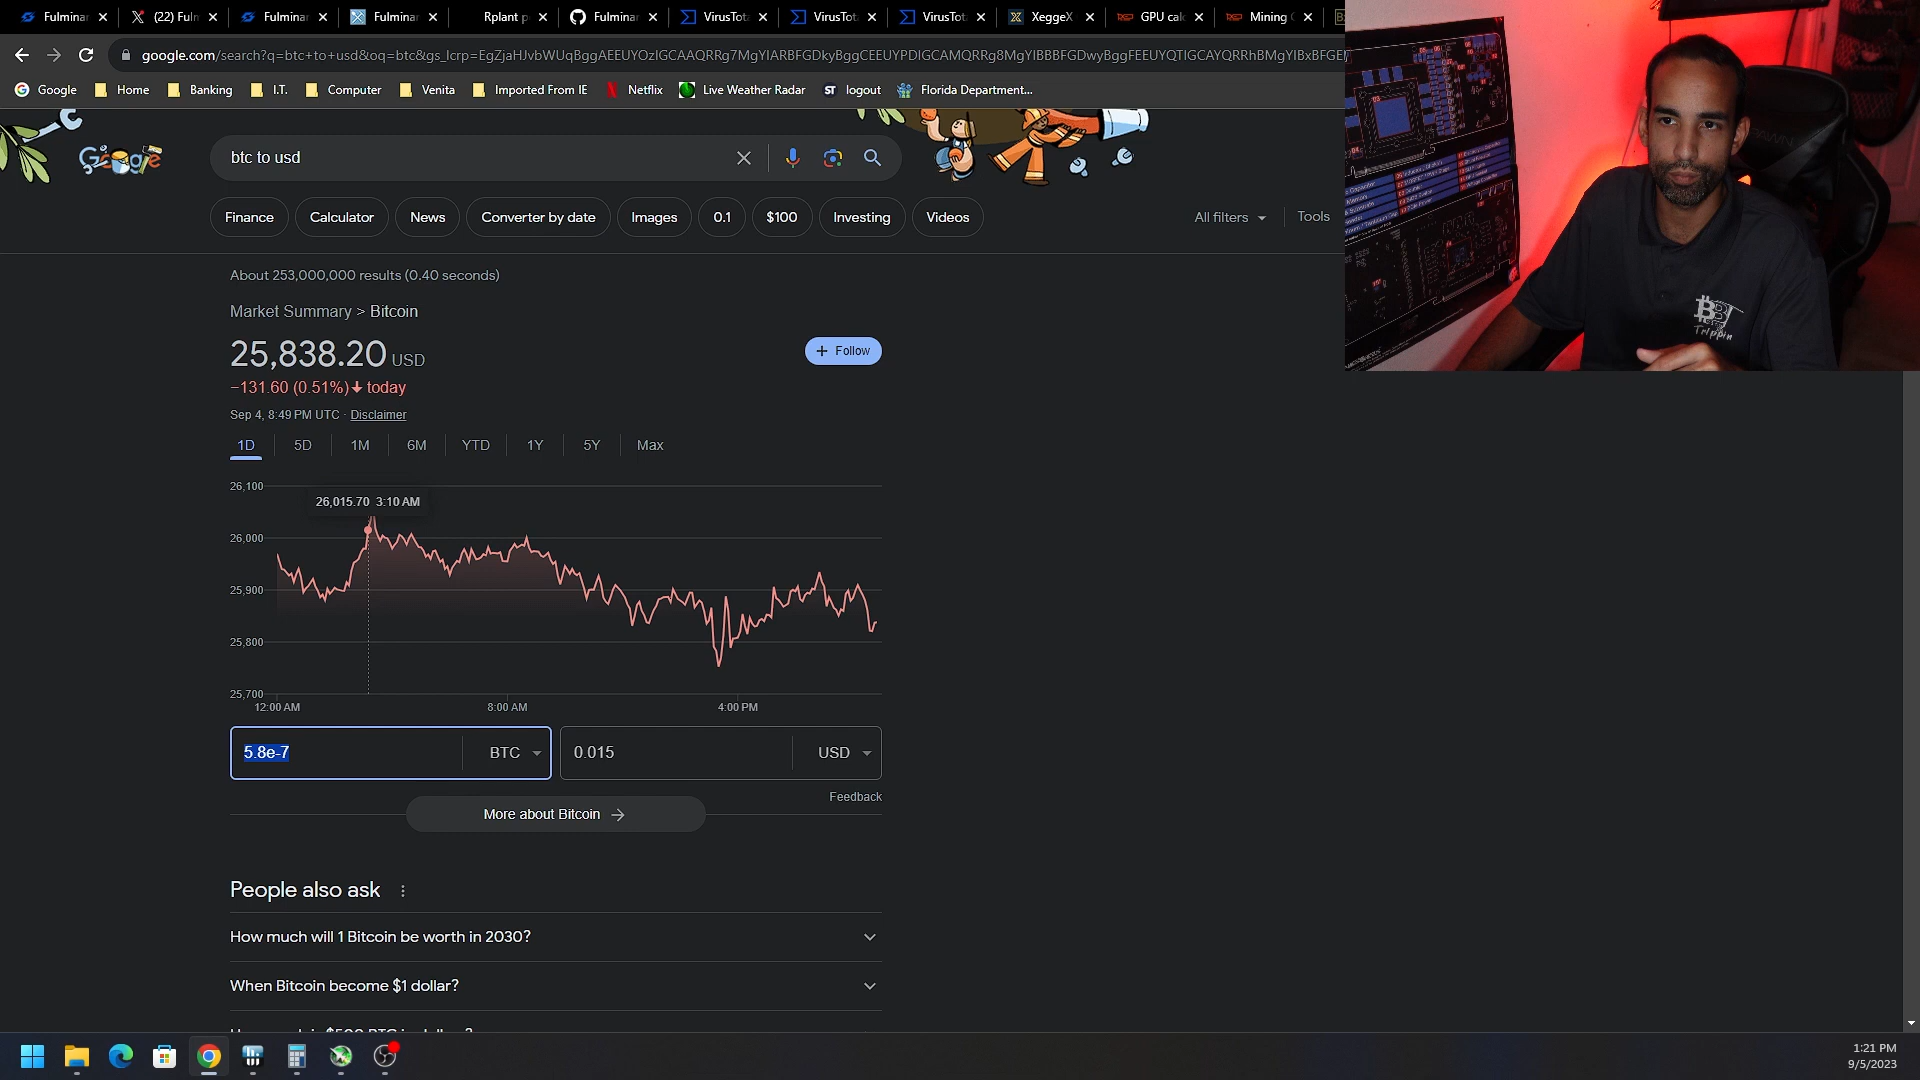 Fulminar
(22) Fuln
Fulminar
Fulminar
Rplant p
Fulminar
VirusTot
VirusTot
VirusTot
XeggeX
GPU calc
Mining
google.com/search?q=btc+to+usd&oq=btc&gs_lcrp=EgZjaHJvbWUqBggAEEUYOzIGCAAQRRg7MgYIARBFGDkyBggCEEUYPDIGCAMQRRg8MgYIBBBFGDwyBggFEEUYQTIGCAYQRRhBMgYIBxBFGE
Google
Home
Banking
I.T.
Computer
Venita
Imported From IE
Netflix
Live Weather Radar
ST logout
Florida Department...
Google
btc to usd
Finance
Calculator
News
Converter by date
Images
0.1
$100
Investing
Videos
All filters
Tools
About 253,000,000 results (0.40 seconds)
Market Summary > Bitcoin
25,838.20 USD
+ Follow
−131.60 (0.51%) ↓ today
Sep 4, 8:49 PM UTC · Disclaimer
1D
5D
1M
6M
YTD
1Y
5Y
Max
26,100
26,015.70 3:10 AM
26,000
25,900
25,800
25,700
12:00 AM
8:00 AM
4:00 PM
5.8e-7
BTC
0.015
USD
Feedback
More about Bitcoin →
People also ask
How much will 1 Bitcoin be worth in 2030?
When Bitcoin become $1 dollar?
Trippin
1:21 PM
9/5/2023